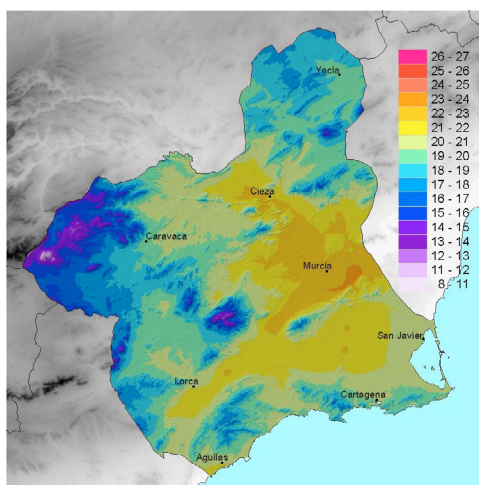 Yecla
Cieza
Caravaca
Murcia
San Javier
Lorca
Cartagena
Aguilas
26 - 27
25 - 26
24 - 25
23 - 24
22 - 23
21 - 22
20 - 21
19 - 20
18 - 19
17 - 18
16 - 17
15 - 16
14 - 15
13 - 14
12 - 13
11 - 12
8 - 11